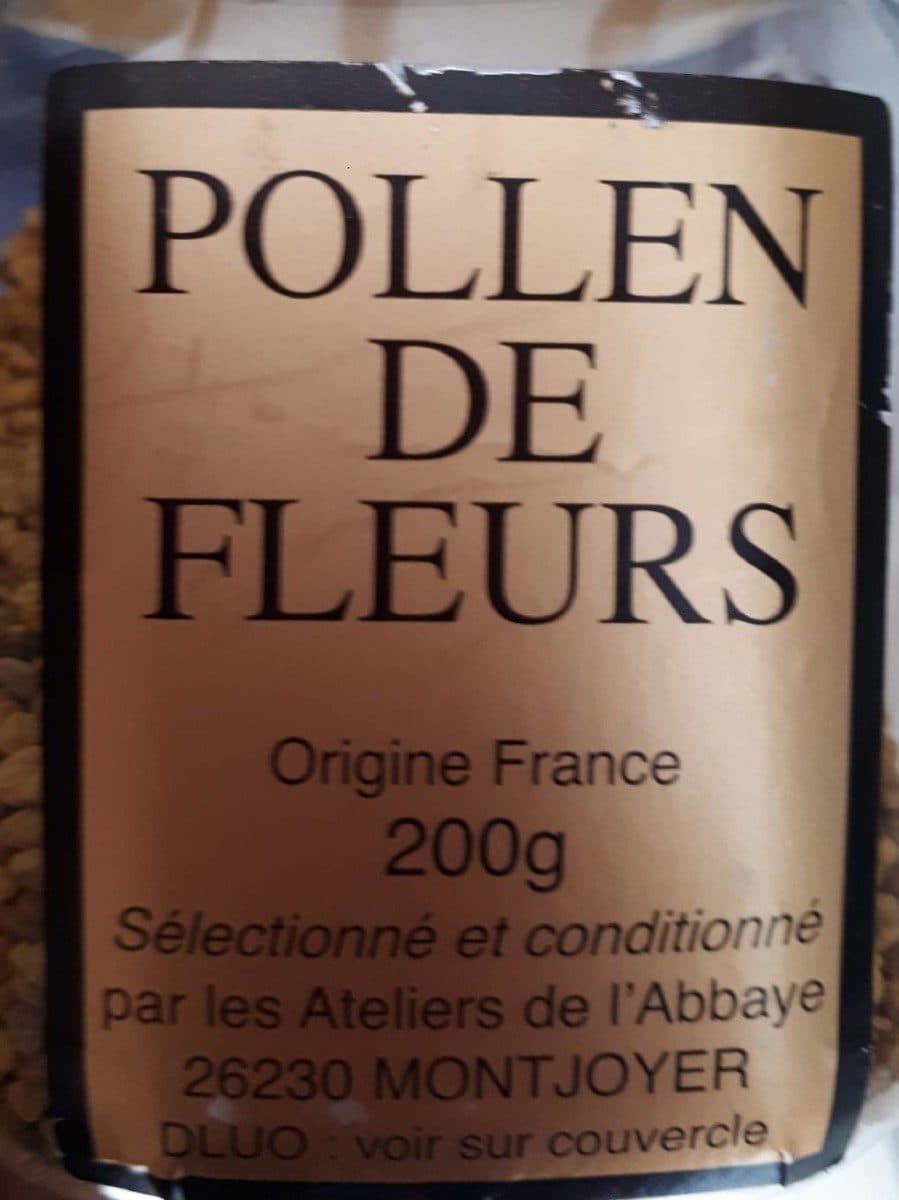 POLLEN
DE
FLEURS
Origine France
200g
Sélectionné et conditionné
par les Ateliers de l'Abbaye
26230 MONTJOYER
DLUO : voir sur couvercle